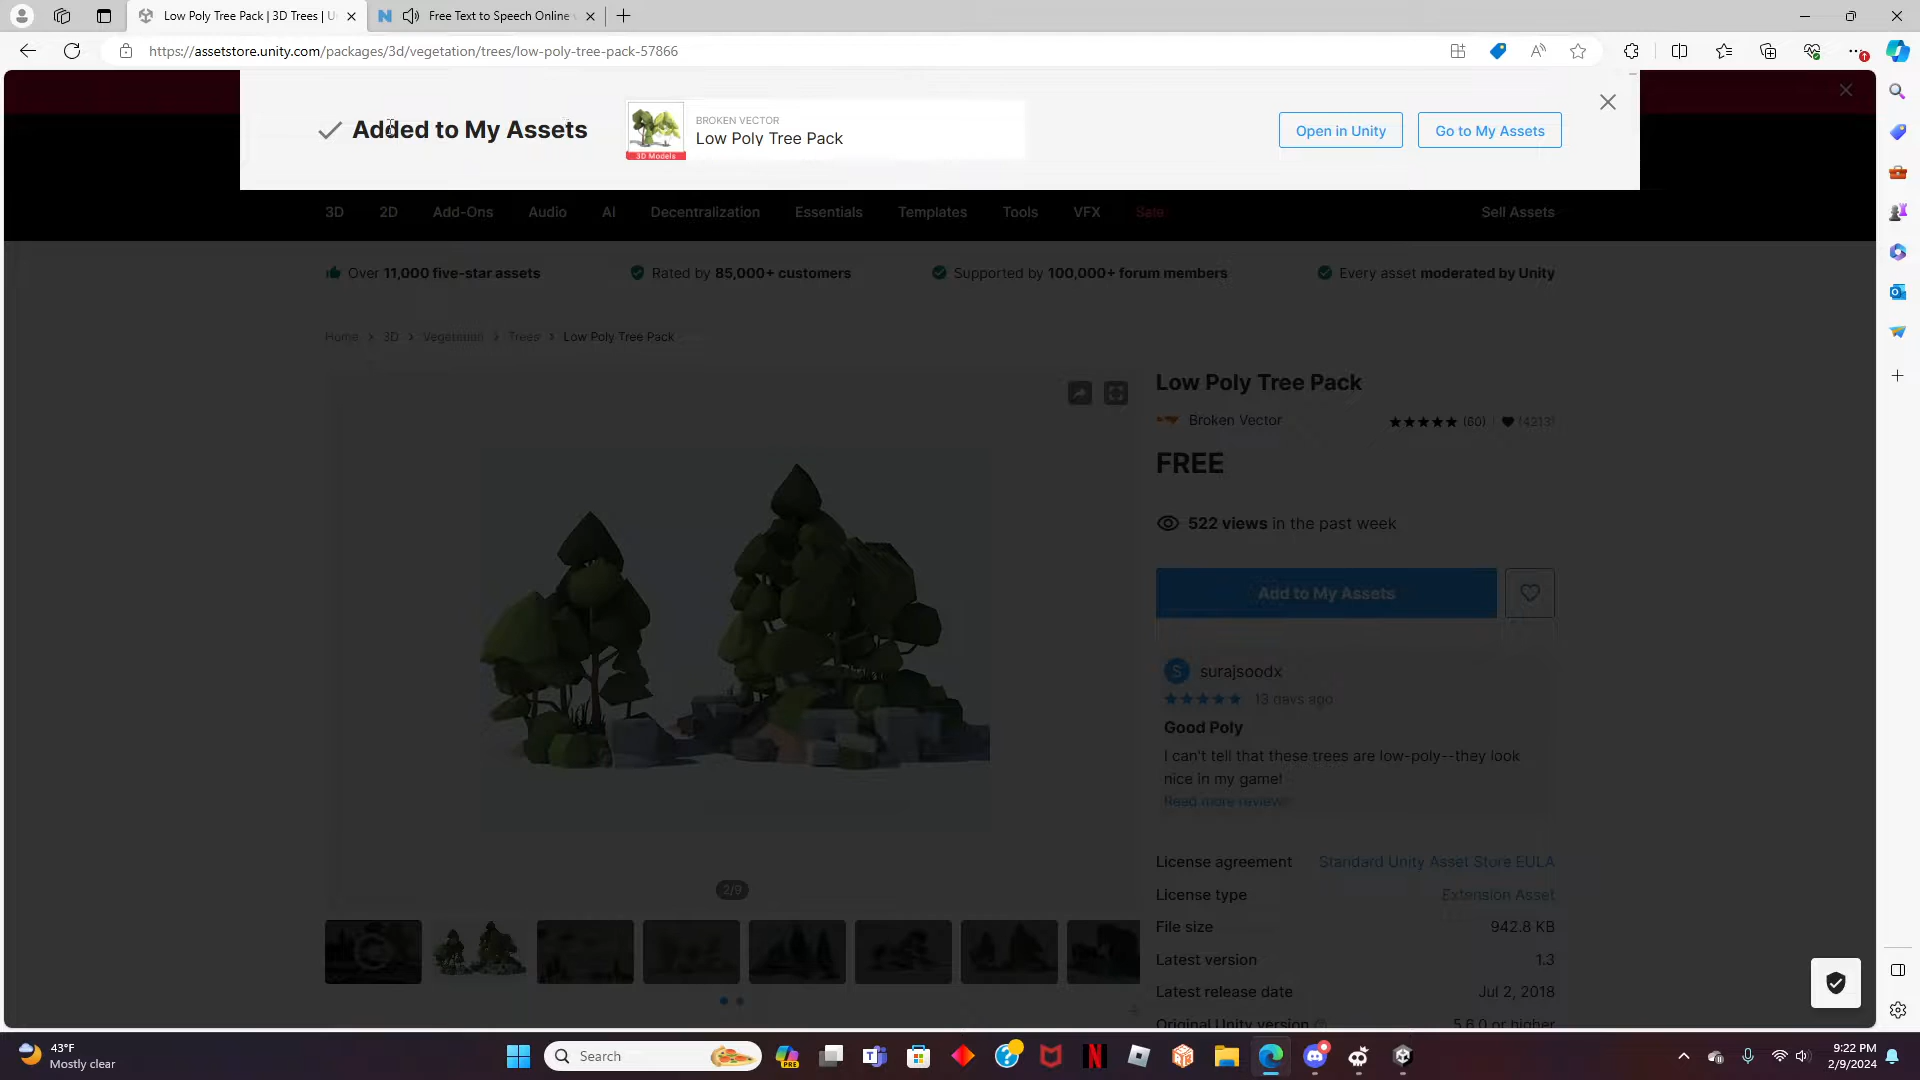 Low Poly Tree Pack | 3D Trees | U
Free Text to Speech Online
https://assetstore.unity.com/packages/3d/vegetation/trees/low-poly-tree-pack-57866
Added to My Assets
3D Models
BROKEN VECTOR
Low Poly Tree Pack
Open in Unity
Go to My Assets
3D 2D Add-Ons Audio AI Decentralization Essentials Templates Tools VFX Sale Sell Assets
Over 11,000 five-star assets
Rated by 85,000+ customers
Supported by 100,000+ forum members
Every asset moderated by Unity
Home > 3D > Vegetation > Trees > Low Poly Tree Pack
Low Poly Tree Pack
Broken Vector
(60) | (4213)
FREE
522 views in the past week
Add to My Assets
S surajsoodx
13 days ago
Good Poly
I can't tell that these trees are low-poly--they look
nice in my game!
Read more reviews
License agreement Standard Unity Asset Store EULA
License type Extension Asset
File size 942.8 KB
Latest version 1.3
Latest release date Jul 2, 2018
Original Unity version 5.6.0 or higher
2/9
43°F
Mostly clear
Search
PRE
9:22 PM
2/9/2024